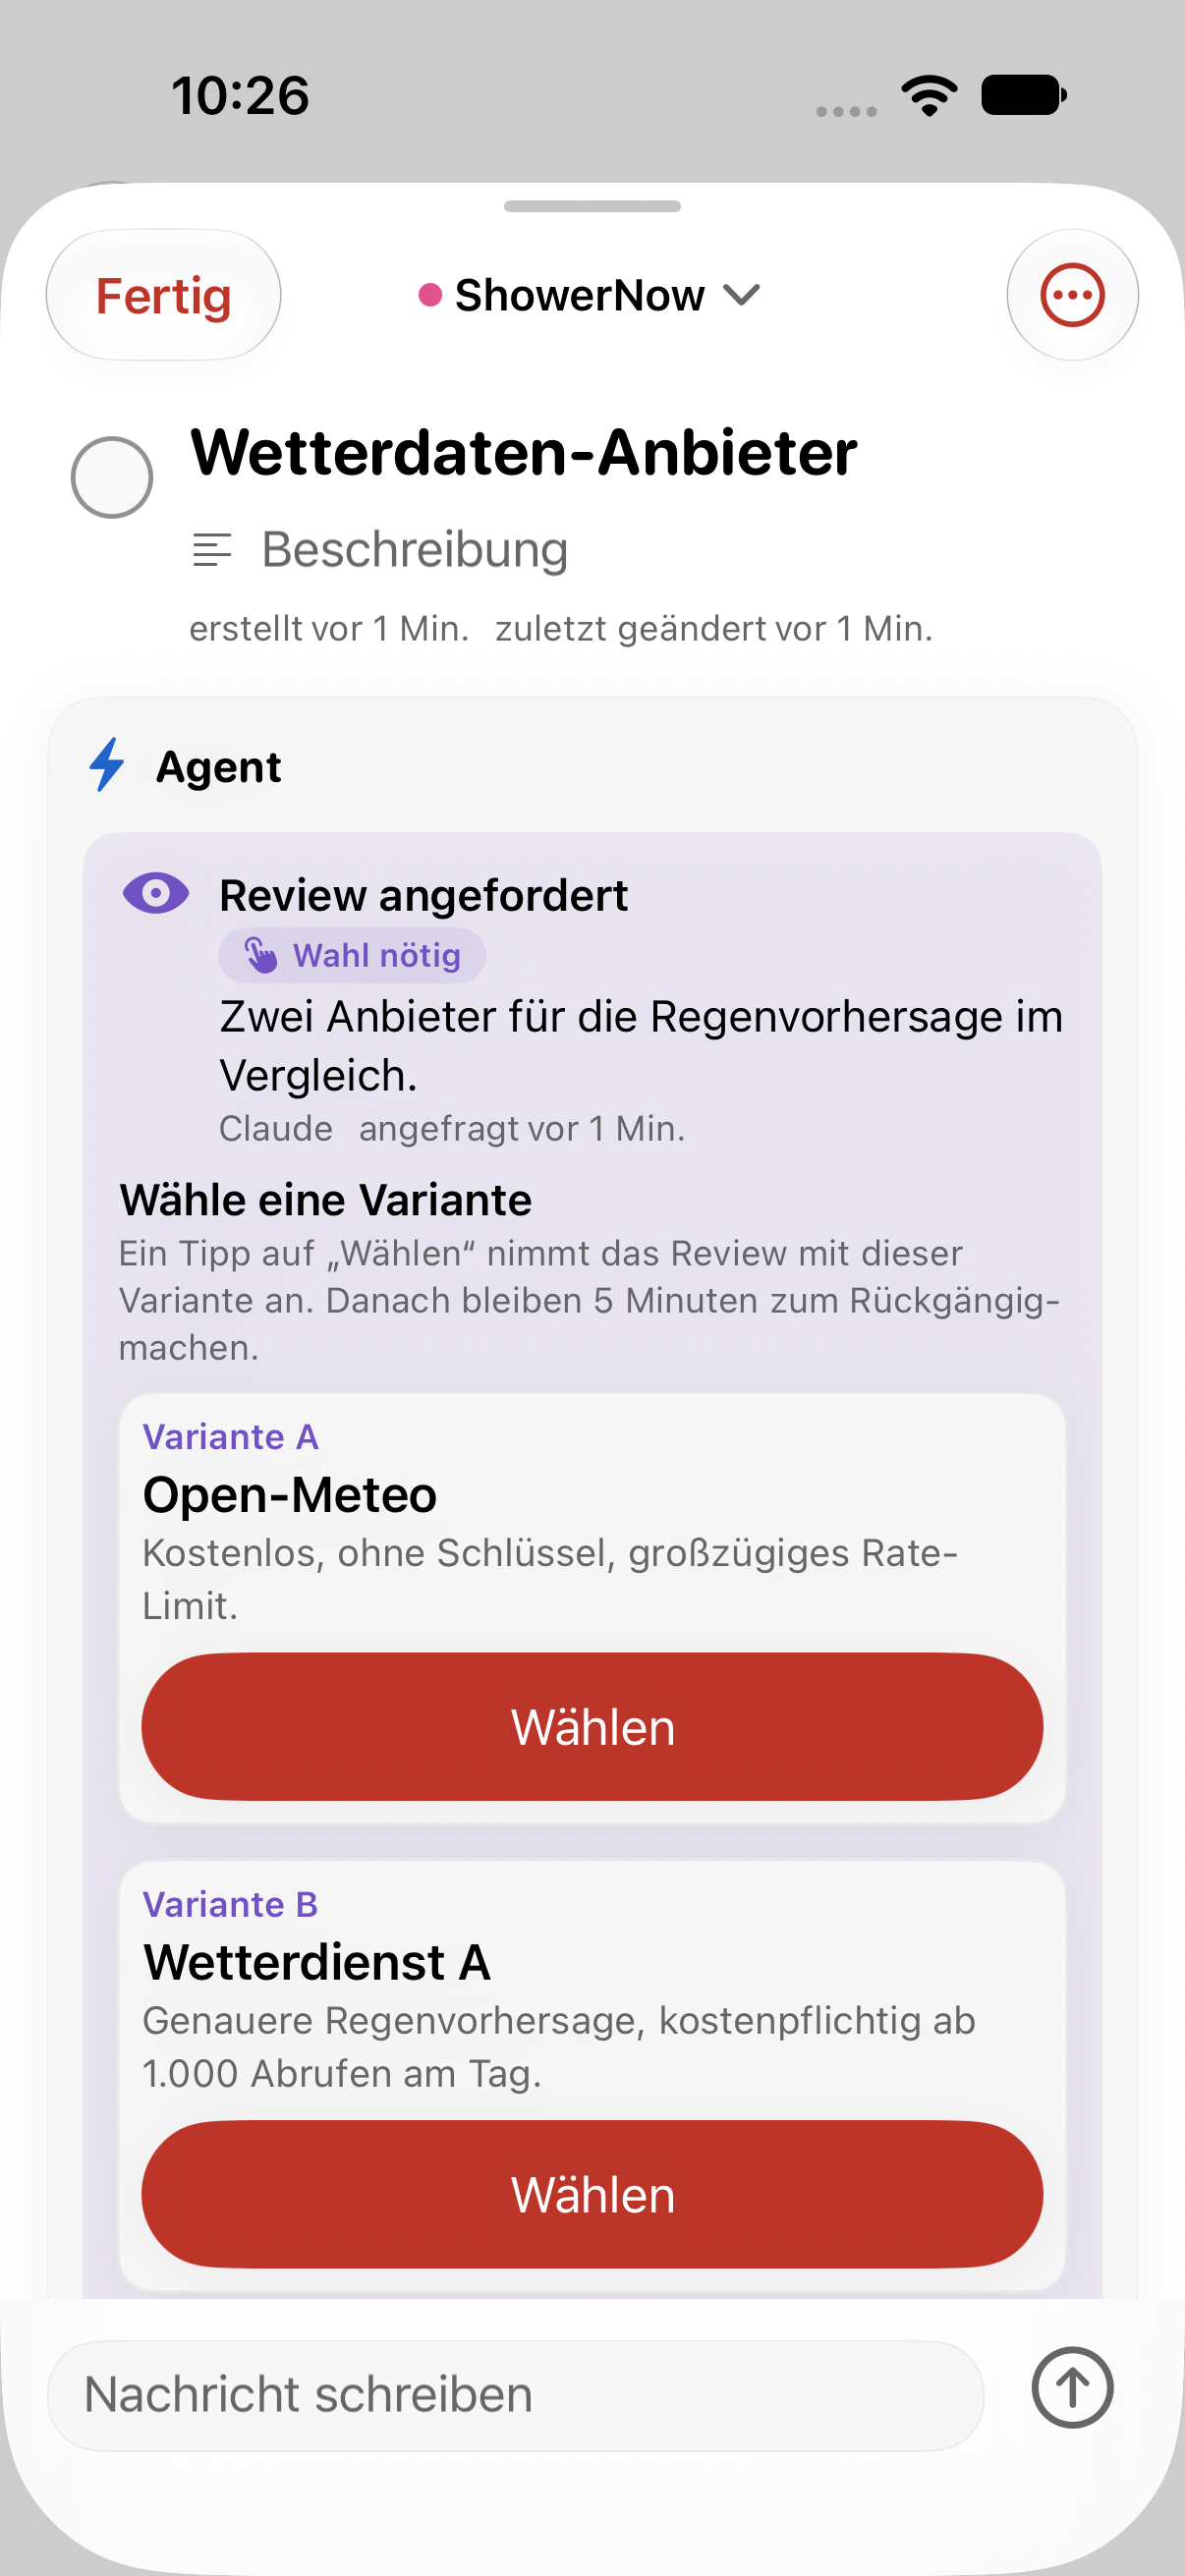 10:26
Fertig
ShowerNow
Wetterdaten-Anbieter
Beschreibung
erstellt vor 1 Min. zuletzt geändert vor 1 Min.
Agent
Review angefordert
Wahl nötig
Zwei Anbieter für die Regenvorhersage im
Vergleich.
Claude angefragt vor 1 Min.
Wähle eine Variante
Ein Tipp auf „Wählen“ nimmt das Review mit dieser
Variante an. Danach bleiben 5 Minuten zum Rückgängig-
machen.
Variante A
Open-Meteo
Kostenlos, ohne Schlüssel, großzügiges Rate-
Limit.
Wählen
Variante B
Wetterdienst A
Genauere Regenvorhersage, kostenpflichtig ab
1.000 Abrufen am Tag.
Wählen
Nachricht schreiben